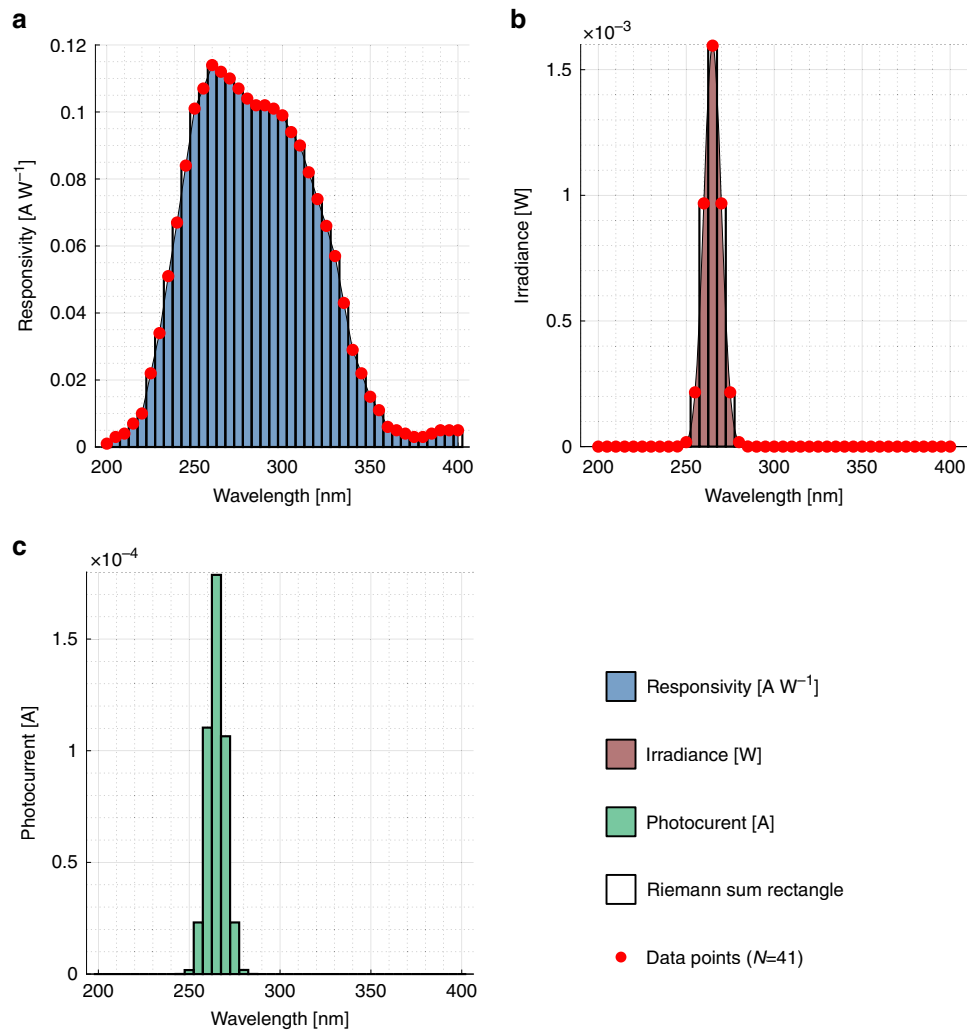 a
0.12
0.1
0.08
0.06
0.04
0.02
0
Responsivity [A W⁻¹]
200 250 300 350 400
Wavelength [nm]
b
×10⁻³
1.5
1
0.5
0
Irradiance [W]
200 250 300 350 400
Wavelength [nm]
c
×10⁻⁴
1.5
1
0.5
0
Photocurrent [A]
200 250 300 350 400
Wavelength [nm]
Responsivity [A W⁻¹]
Irradiance [W]
Photocurent [A]
Riemann sum rectangle
Data points (N=41)